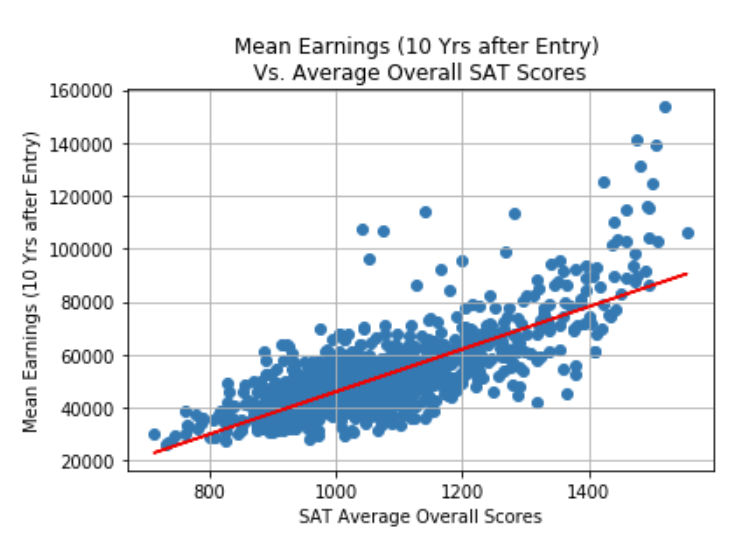 Mean Earnings (10 Yrs after Entry)
Vs. Average Overall SAT Scores
160000
140000
120000
100000
80000
60000
40000
20000
Mean Earnings (10 Yrs after Entry)
800 1000 1200 1400
SAT Average Overall Scores